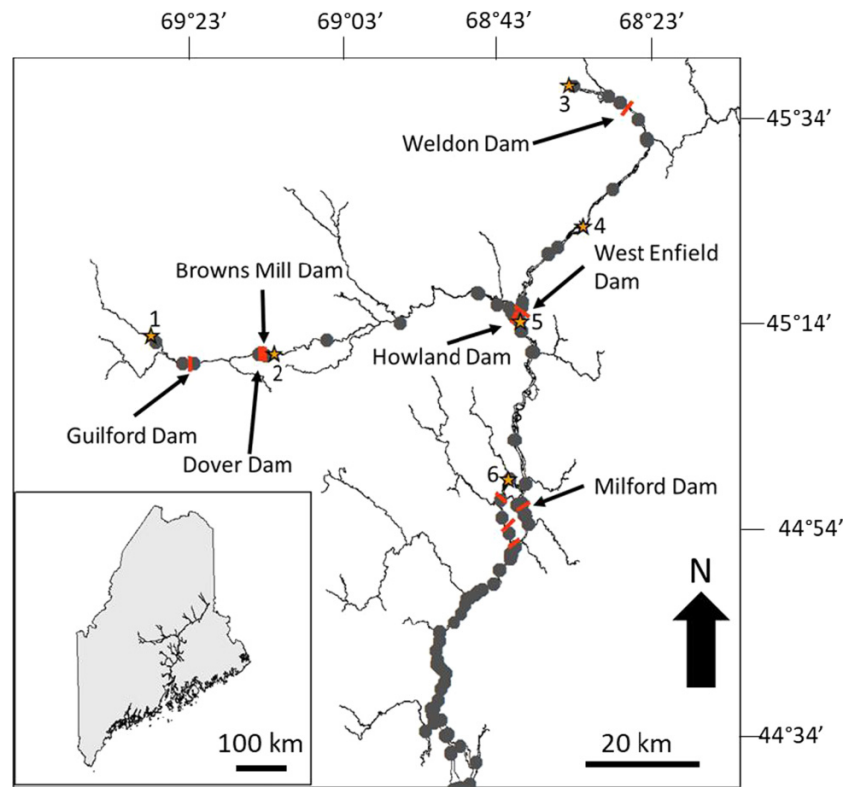 69°23’ 69°03’ 68°43’ 68°23’
3
45°34’
Weldon Dam
4
West Enfield
Dam
Browns Mill Dam
1
5
45°14’
2
Howland Dam
Guilford Dam
Dover Dam
6
Milford Dam
44°54’
N
100 km
20 km
44°34’